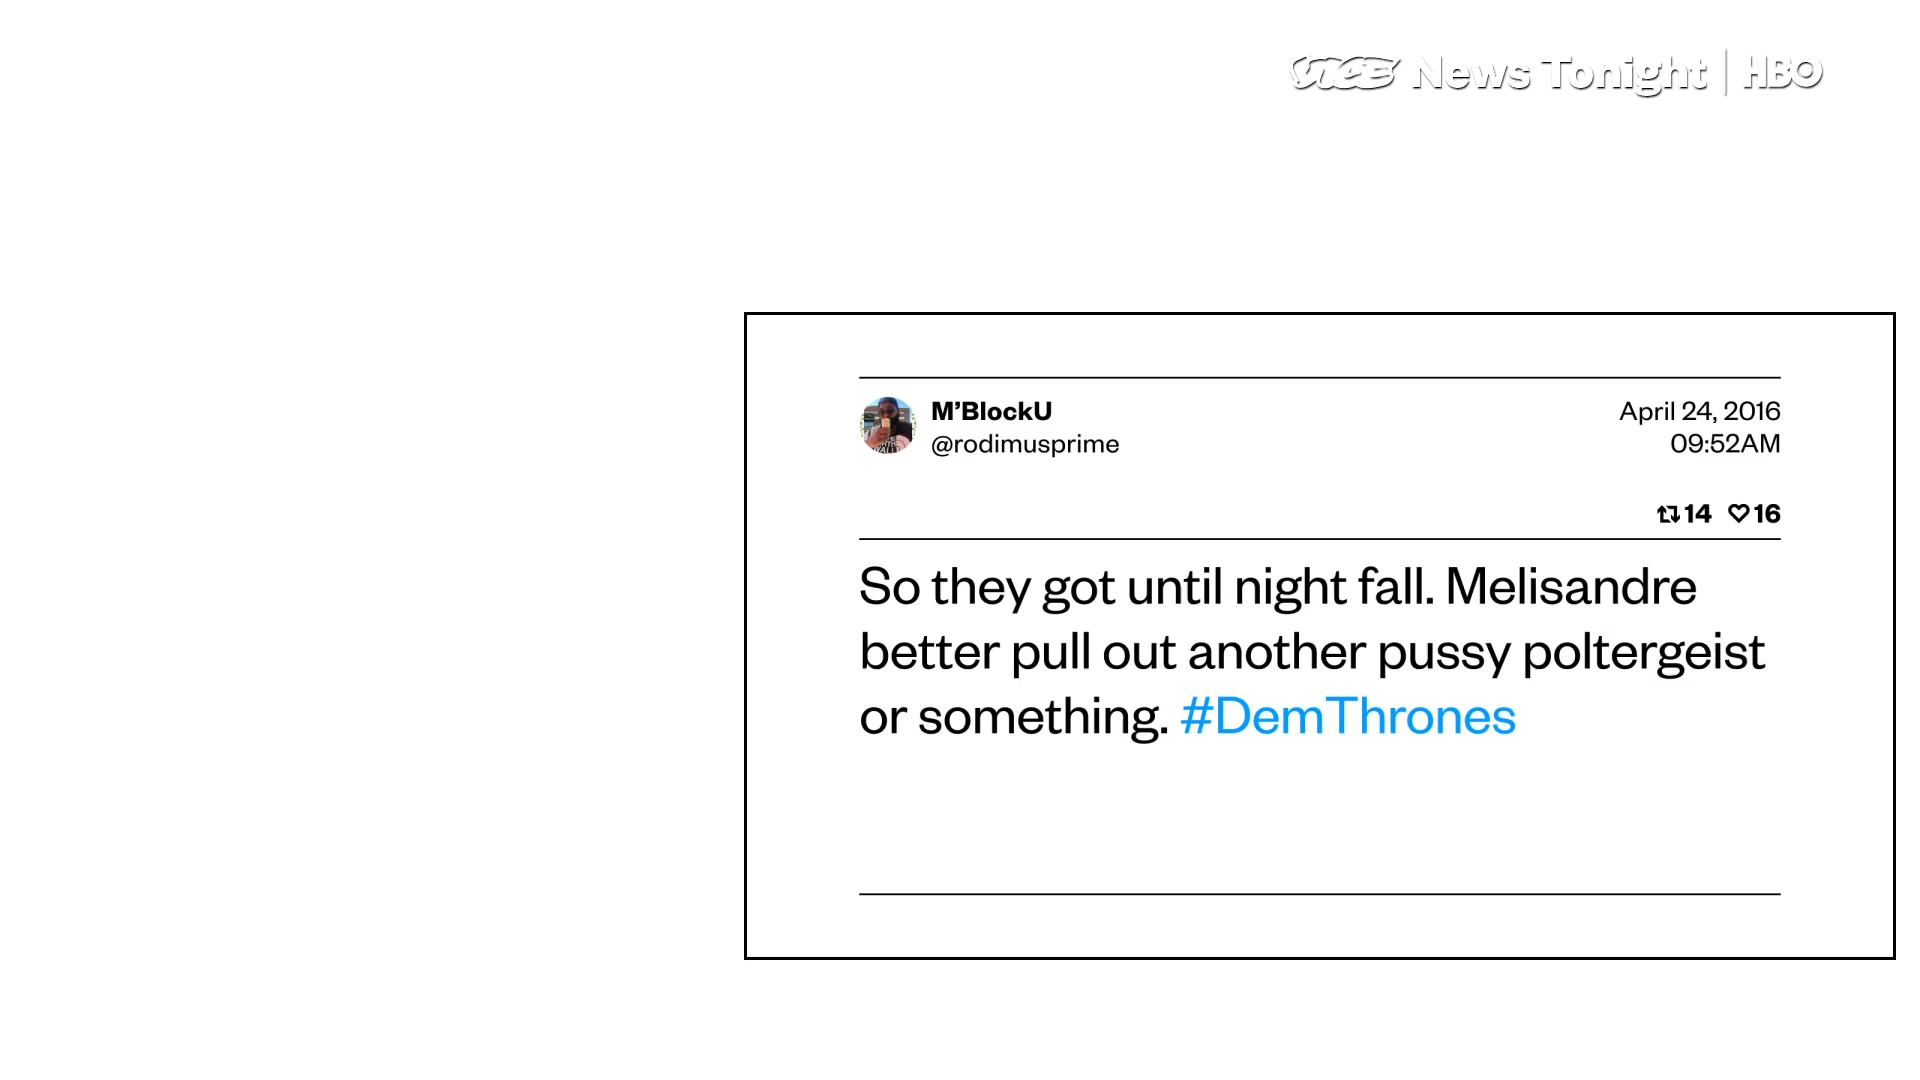 VICE News Tonight | HBO
M’BlockU
@rodimusprime
April 24, 2016
09:52AM
14 16
So they got until night fall. Melisandre
better pull out another pussy poltergeist
or something. #DemThrones